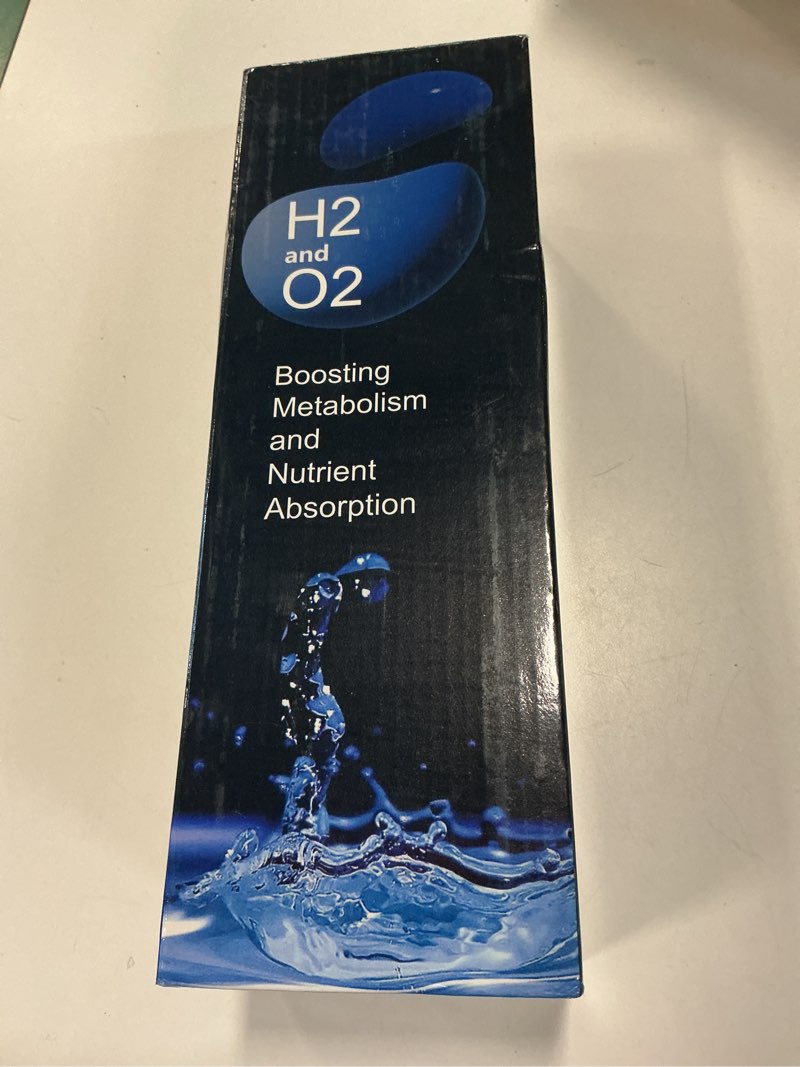 H2
and
O2
Boosting
Metabolism
and
Nutrient
Absorption